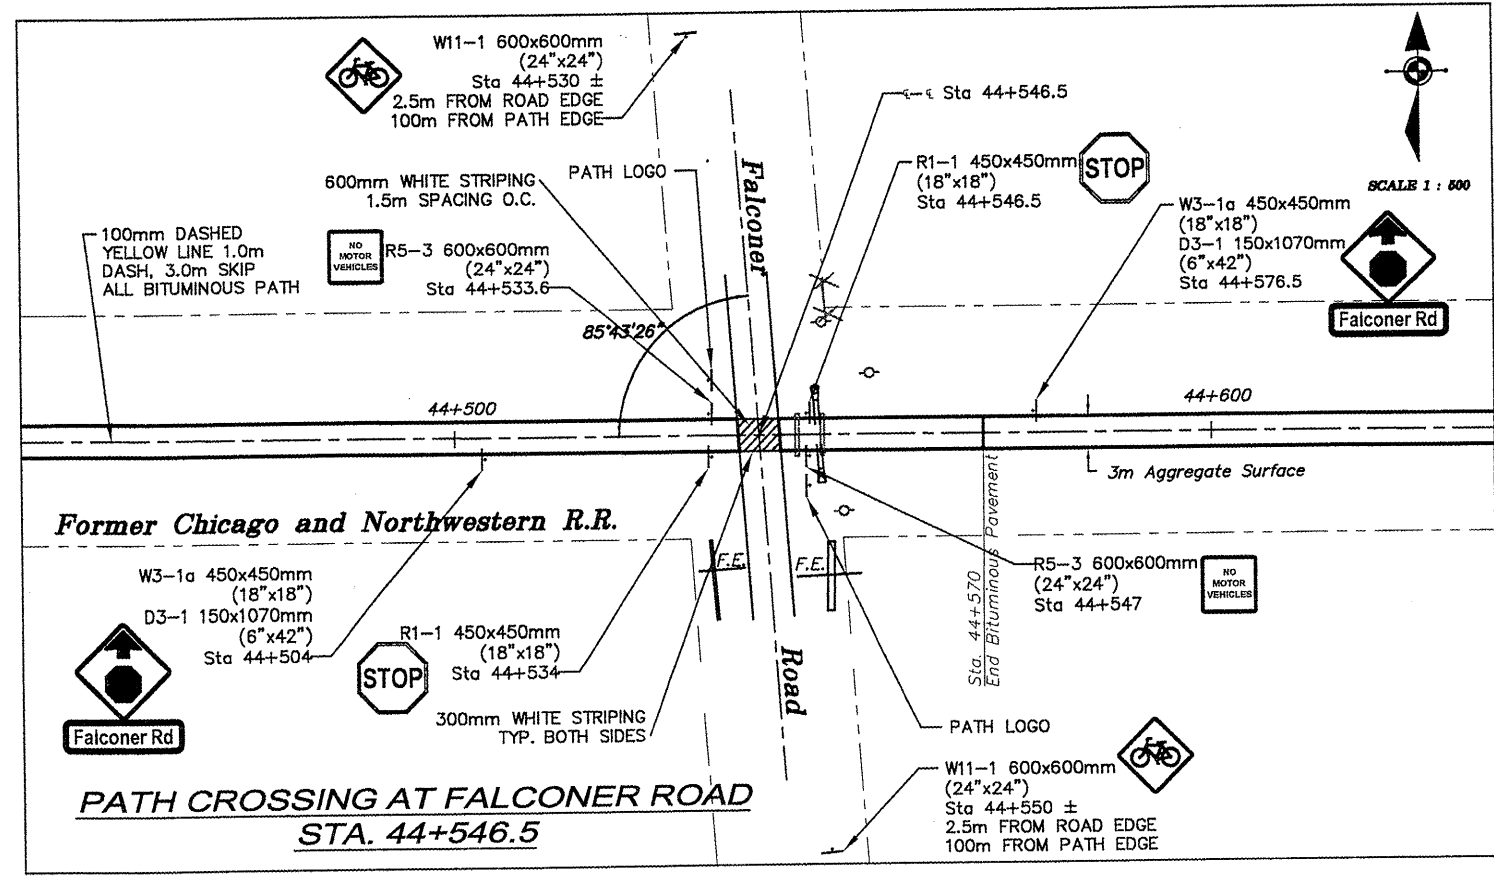 W11-1 600x600mm
(24"x24")
Sta 44+530 ±
2.5m FROM ROAD EDGE
100m FROM PATH EDGE
℄-℄ Sta 44+546.5
R1-1 450x450mm
(18"x18")
Sta 44+546.5
STOP
SCALE 1 : 500
PATH LOGO
600mm WHITE STRIPING
1.5m SPACING O.C.
W3-1a 450x450mm
(18"x18")
D3-1 150x1070mm
(6"x42")
Sta 44+576.5
Falconer Rd
100mm DASHED
YELLOW LINE 1.0m
DASH, 3.0m SKIP
ALL BITUMINOUS PATH
NO
MOTOR
VEHICLES
R5-3 600x600mm
(24"x24")
Sta 44+533.6
Falconer
85°43'26"
44+500
44+600
3m Aggregate Surface
Former Chicago and Northwestern R.R.
Sta. 44+570
End Bituminous Pavement
F.E.
F.E.
W3-1a 450x450mm
(18"x18")
D3-1 150x1070mm
(6"x42")
Sta 44+504
Falconer Rd
R1-1 450x450mm
(18"x18")
Sta 44+534
STOP
R5-3 600x600mm
(24"x24")
Sta 44+547
NO
MOTOR
VEHICLES
Road
300mm WHITE STRIPING
TYP. BOTH SIDES
PATH LOGO
W11-1 600x600mm
(24"x24")
Sta 44+550 ±
2.5m FROM ROAD EDGE
100m FROM PATH EDGE
PATH CROSSING AT FALCONER ROAD
STA. 44+546.5